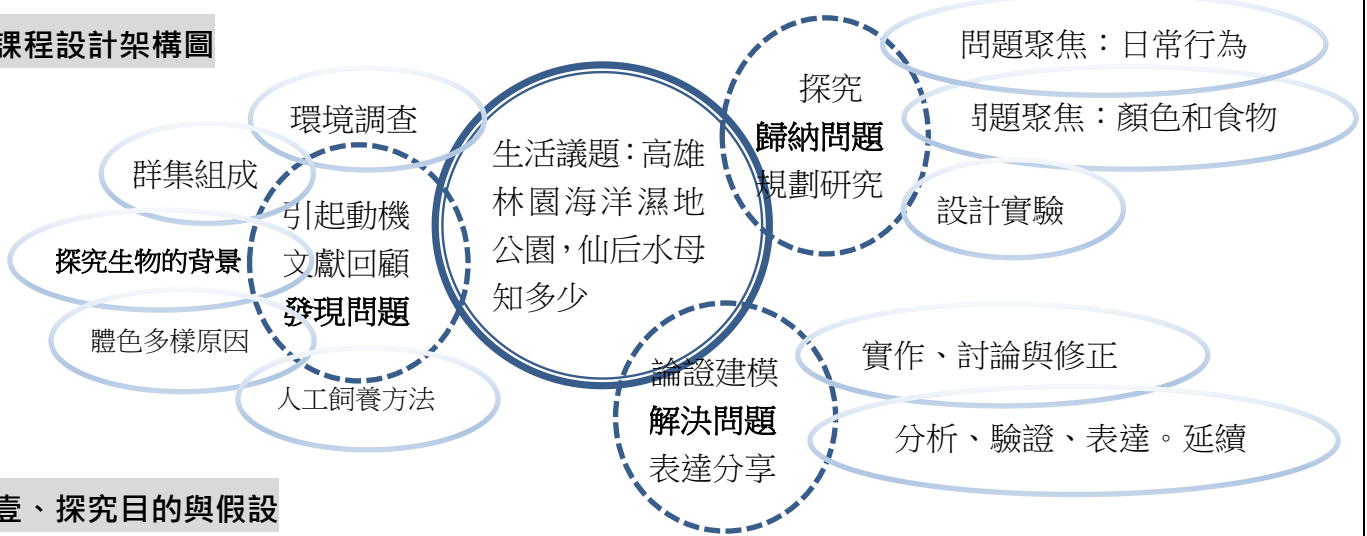 課程設計架構圖
環境調查
群集組成
探究生物的背景
體色多樣原因
人工飼養方法
引起動機
文獻回顧
發現問題
生活議題：高雄
林園海洋濕地
公園，仙后水母
知多少
探究
歸納問題
規劃研究
問題聚焦：日常行為
問題聚焦：顏色和食物
設計實驗
論證建模
解決問題
表達分享
實作、討論與修正
分析、驗證、表達。延續
壹、探究目的與假設